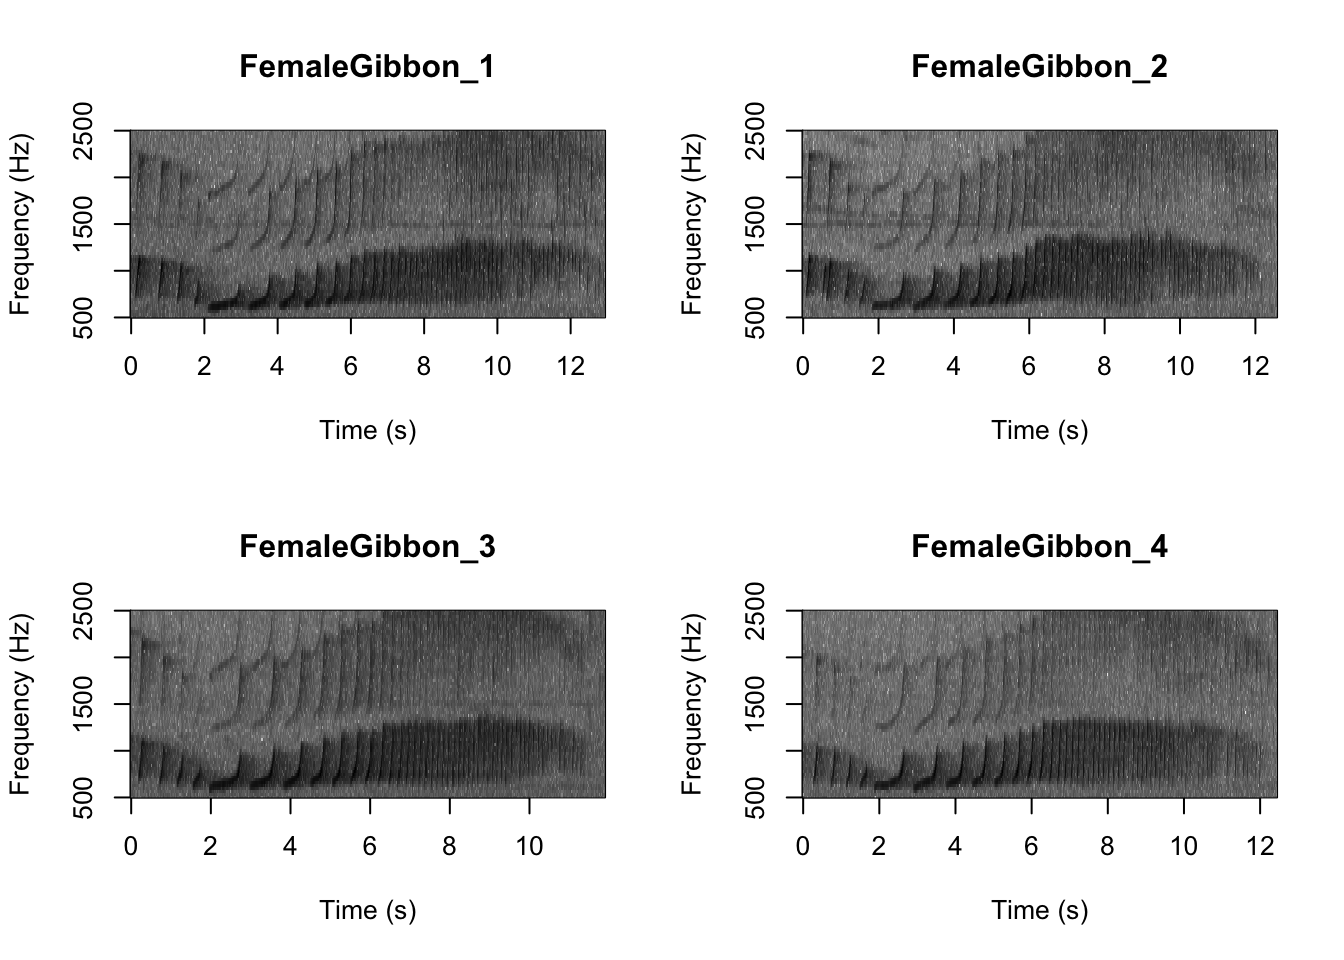 FemaleGibbon_1
Frequency (Hz)
2500
1500
500
0 2 4 6 8 10 12
Time (s)
FemaleGibbon_2
Frequency (Hz)
2500
1500
500
0 2 4 6 8 10 12
Time (s)
FemaleGibbon_3
Frequency (Hz)
2500
1500
500
0 2 4 6 8 10
Time (s)
FemaleGibbon_4
Frequency (Hz)
2500
1500
500
0 2 4 6 8 10 12
Time (s)